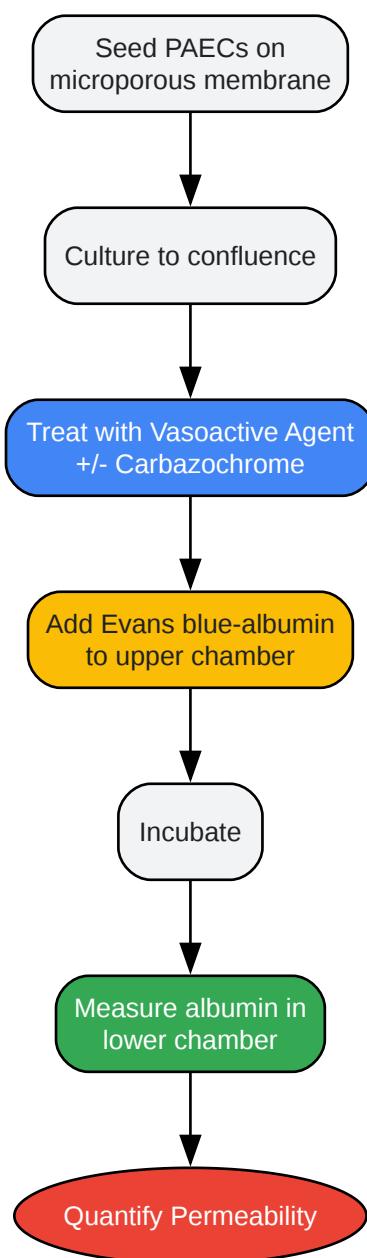 Seed PAECs on
microporous membrane
Culture to confluence
Treat with Vasoactive Agent
+/- Carbazochrome
Add Evans blue-albumin
to upper chamber
Incubate
Measure albumin in
lower chamber
Quantify Permeability